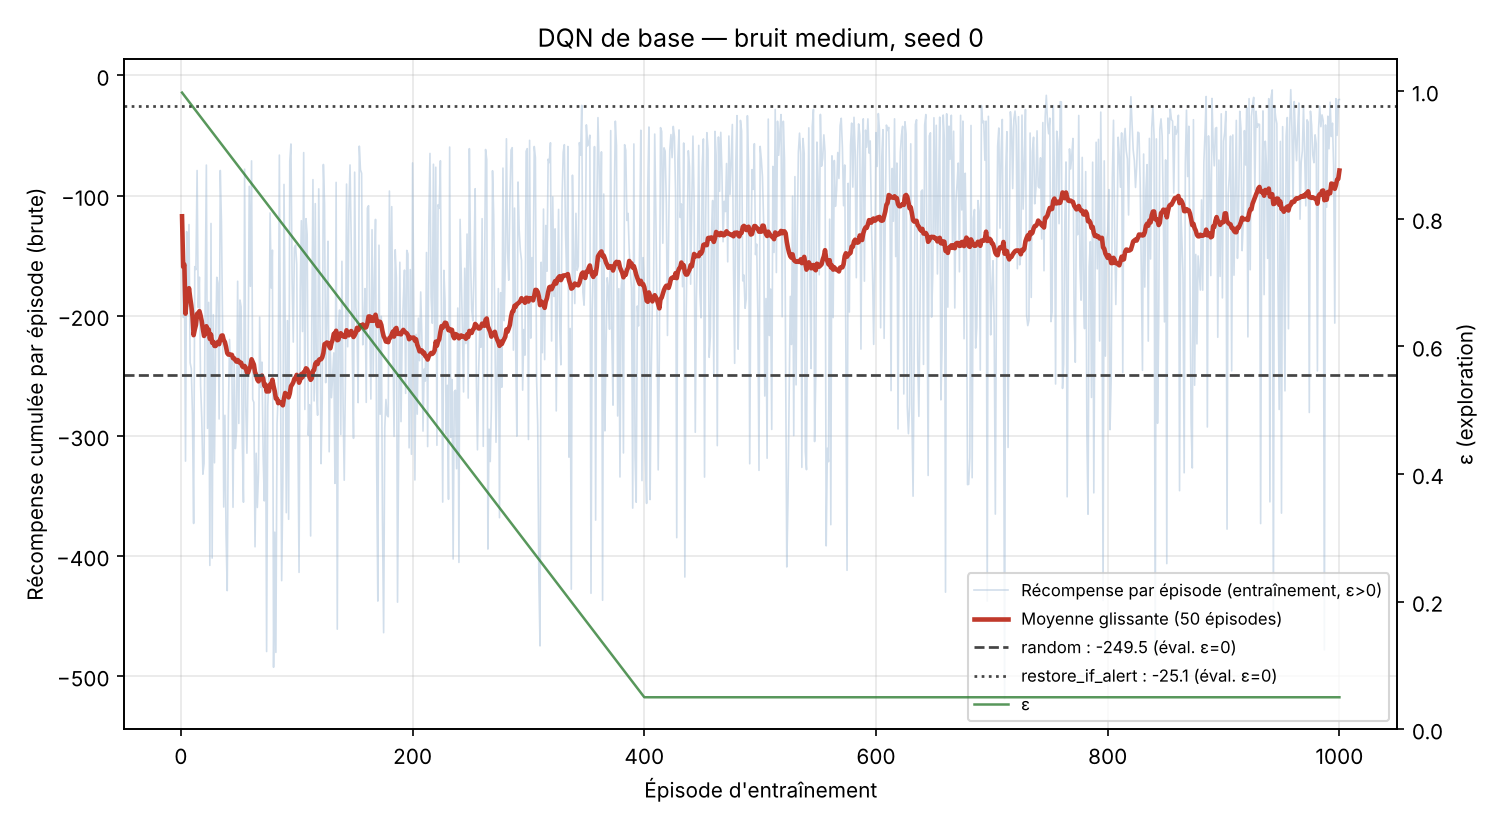 DQN de base — bruit medium, seed 0
Récompense cumulée par épisode (brute)
0
−100
−200
−300
−400
−500
1.0
0.8
0.6
0.4
0.2
0.0
ε (exploration)
Récompense par épisode (entraînement, ε>0)
Moyenne glissante (50 épisodes)
random : -249.5 (éval. ε=0)
restore_if_alert : -25.1 (éval. ε=0)
ε
0 200 400 600 800 1000
Épisode d'entraînement